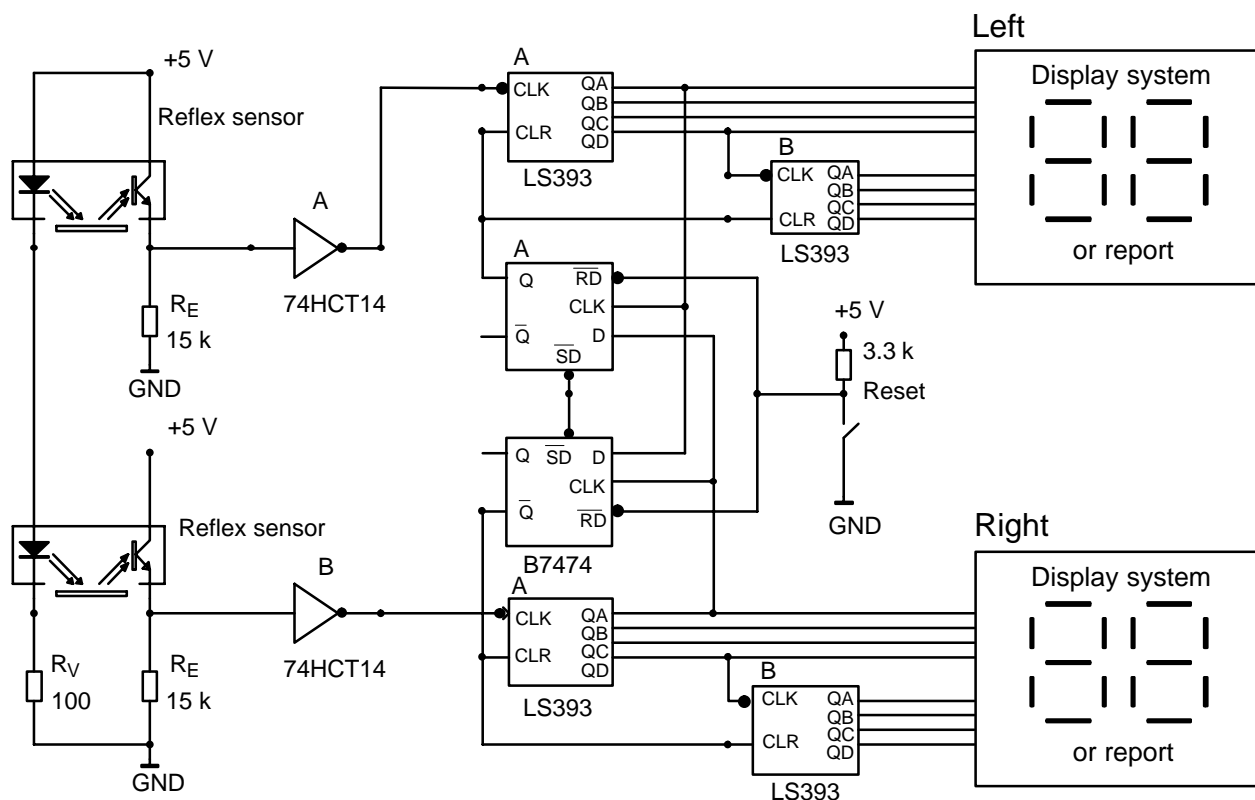 Left
+5 V
Reflex sensor
A
CLK
CLR
QA
QB
QC
QD
LS393
Display system
or report
B
CLK
CLR
QA
QB
QC
QD
LS393
A
74HCT14
RE
15 k
GND
A
Q
Q
RD
CLK
D
SD
+5 V
3.3 k
Reset
GND
+5 V
Reflex sensor
Q
SD
D
CLK
Q
RD
B7474
B
74HCT14
RV
100
RE
15 k
GND
A
CLK
CLR
QA
QB
QC
QD
LS393
B
CLK
CLR
QA
QB
QC
QD
LS393
Right
Display system
or report